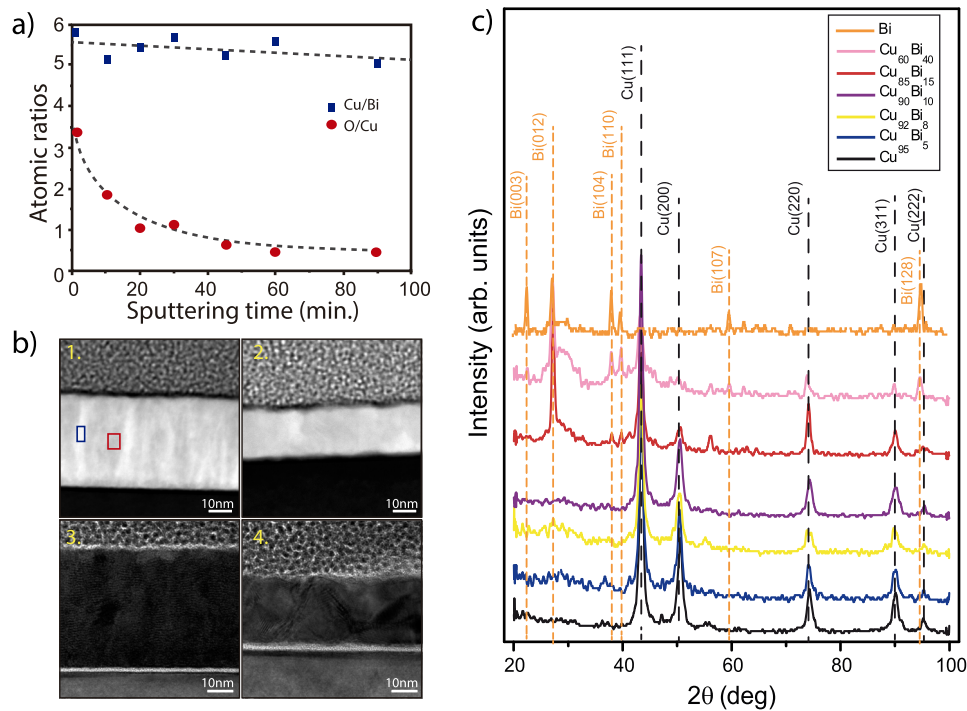 a)
Atomic ratios
6
5
4
3
2
1
0
0 20 40 60 80 100
Sputtering time (min.)
Cu/Bi
O/Cu
b)
1.
10nm
2.
10nm
3.
10nm
4.
10nm
c)
Intensity (arb. units)
Bi(003)
Bi(012)
Bi(104)
Bi(110)
Cu(111)
Cu(200)
Bi(107)
Cu(220)
Cu(311)
Bi(128)
Cu(222)
Bi
Cu60Bi40
Cu85Bi15
Cu90Bi10
Cu92Bi8
Cu95Bi5
Cu
20 40 60 80 100
2θ (deg)